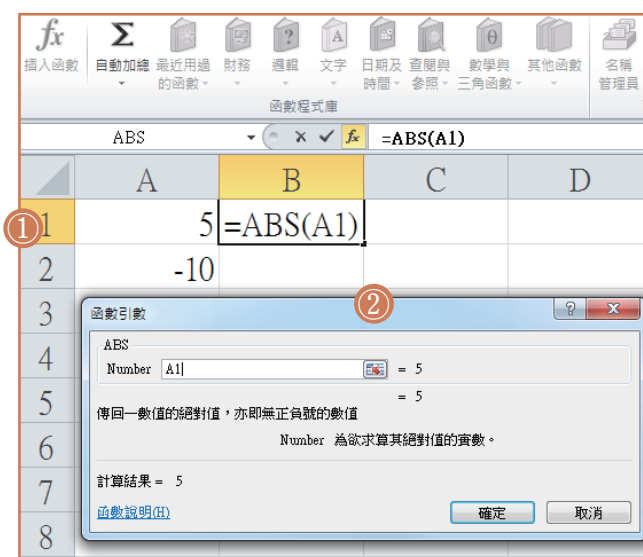 fx Σ
插入函數 自動加總 最近用過的函數 財務 邏輯 文字 日期及時間 查閱與參照 數學與三角函數 其他函數 名稱管理員
函數程式庫
ABS fx =ABS(A1)
A B C D
① 1 5 =ABS(A1)
2 -10
②
3 函數引數
ABS
4 Number A1 = 5
= 5
5 傳回一數值的絕對值,亦即無正負號的數值
6 Number 為欲求算其絕對值的實數。
7 計算結果 = 5
函數說明(H) 確定 取消
8